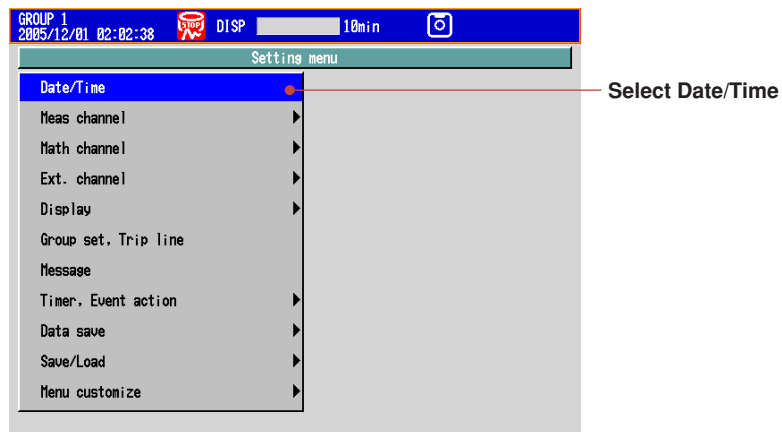 GROUP 1
2005/12/01 02:02:38 STOP DISP 10min
Setting menu
Date/Time
Select Date/Time
Meas channel
Math channel
Ext. channel
Display
Group set, Trip line
Message
Timer, Event action
Data save
Save/Load
Menu customize